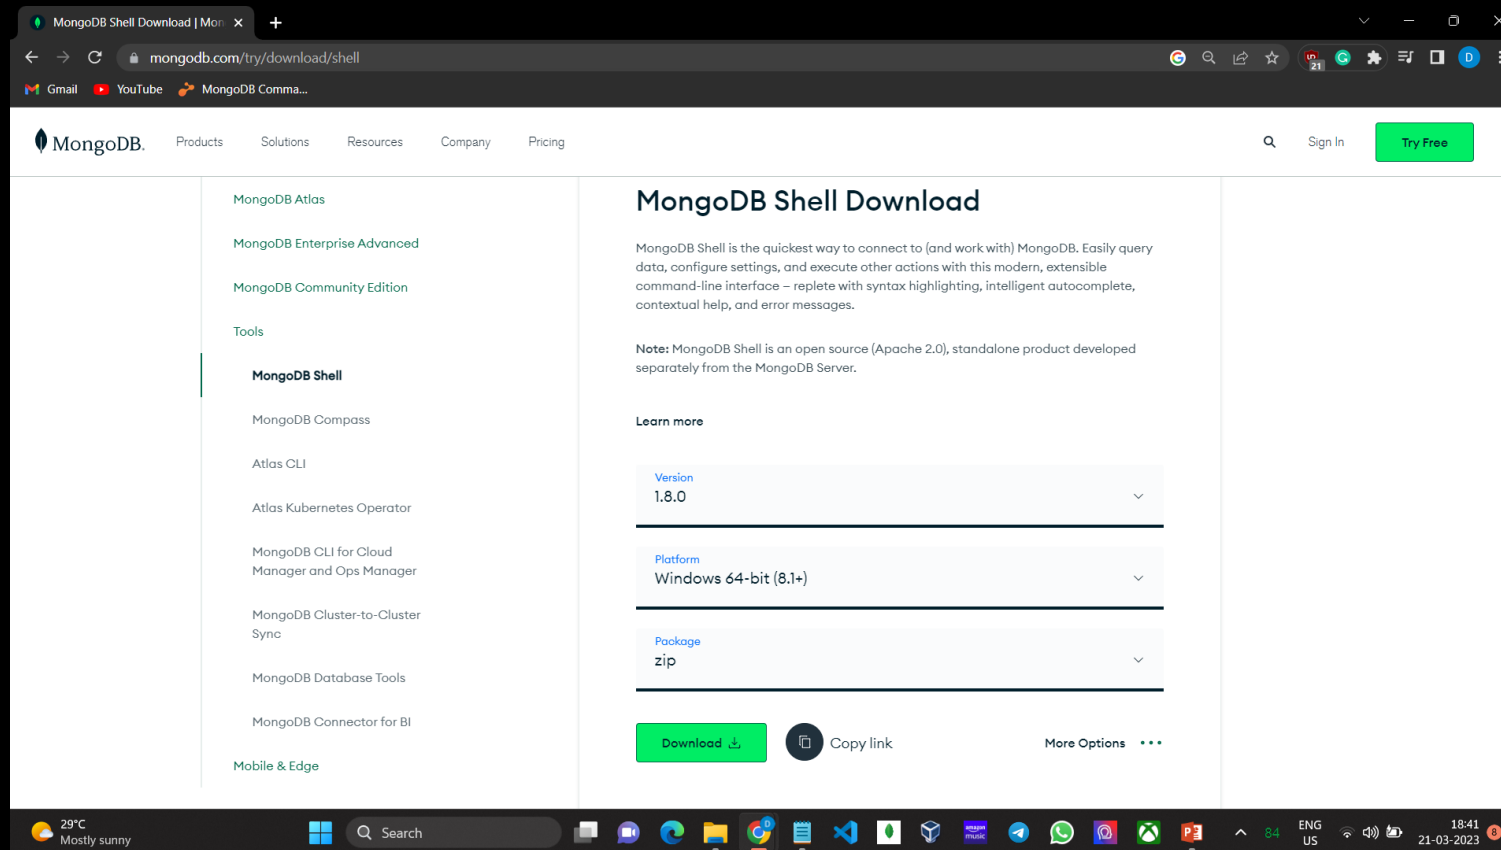 MongoDB Shell Download | Mon
mongodb.com/try/download/shell
21
D
Gmail
YouTube
MongoDB Comma...
MongoDB.
Products
Solutions
Resources
Company
Pricing
Sign In
Try Free
MongoDB Atlas
MongoDB Enterprise Advanced
MongoDB Community Edition
Tools
MongoDB Shell
MongoDB Compass
Atlas CLI
Atlas Kubernetes Operator
MongoDB CLI for Cloud
Manager and Ops Manager
MongoDB Cluster-to-Cluster
Sync
MongoDB Database Tools
MongoDB Connector for BI
Mobile & Edge
MongoDB Shell Download
MongoDB Shell is the quickest way to connect to (and work with) MongoDB. Easily query
data, configure settings, and execute other actions with this modern, extensible
command-line interface – replete with syntax highlighting, intelligent autocomplete,
contextual help, and error messages.
Note: MongoDB Shell is an open source (Apache 2.0), standalone product developed
separately from the MongoDB Server.
Learn more
Version
1.8.0
Platform
Windows 64-bit (8.1+)
Package
zip
Download
Copy link
More Options
29°C
Mostly sunny
Search
D
amazon
music
84
ENG
US
18:41
21-03-2023
8